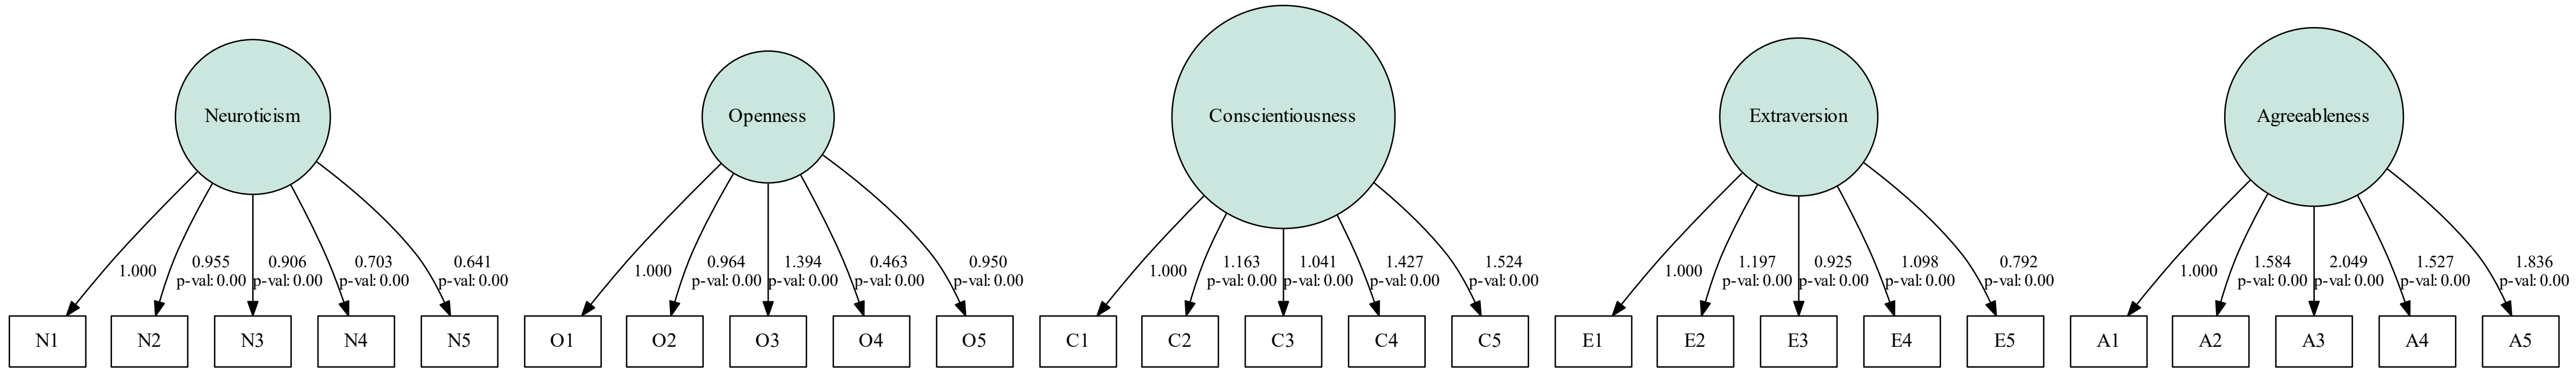 Neuroticism
Openness
Conscientiousness
Extraversion
Agreeableness
1.000
0.955
p-val: 0.00
0.906
p-val: 0.00
0.703
p-val: 0.00
0.641
p-val: 0.00
1.000
0.964
p-val: 0.00
1.394
p-val: 0.00
0.463
p-val: 0.00
0.950
p-val: 0.00
1.000
1.163
p-val: 0.00
1.041
p-val: 0.00
1.427
p-val: 0.00
1.524
p-val: 0.00
1.000
1.197
p-val: 0.00
0.925
p-val: 0.00
1.098
p-val: 0.00
0.792
p-val: 0.00
1.000
1.584
p-val: 0.00
2.049
p-val: 0.00
1.527
p-val: 0.00
1.836
p-val: 0.00
N1
N2
N3
N4
N5
O1
O2
O3
O4
O5
C1
C2
C3
C4
C5
E1
E2
E3
E4
E5
A1
A2
A3
A4
A5